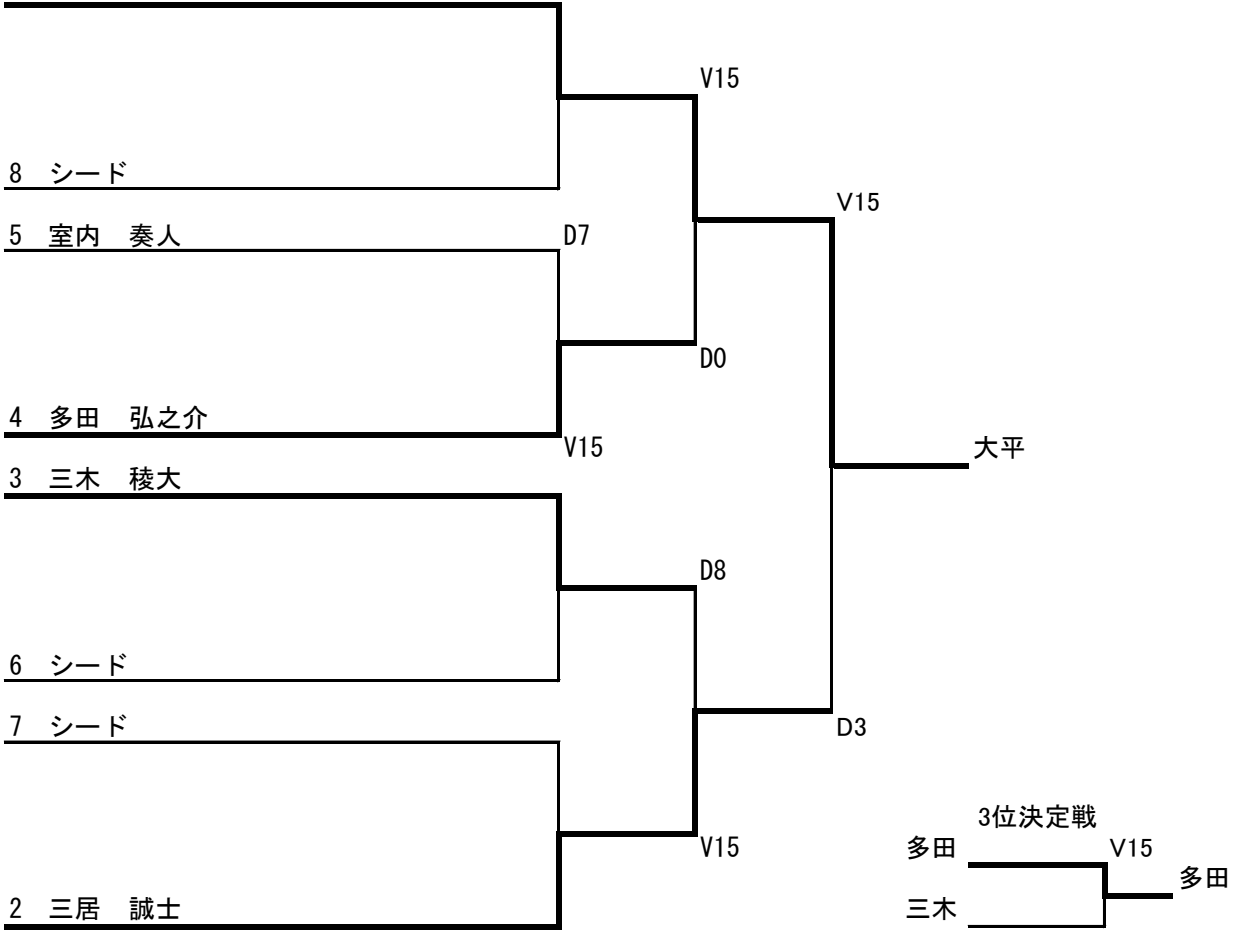 V15
8 シード
V15
5 室内 奏人
D7
D0
4 多田 弘之介
V15
大平
3 三木 稜大
D8
6 シード
7 シード
D3
3位決定戦
V15
多田
V15
多田
三木
2 三居 誠士